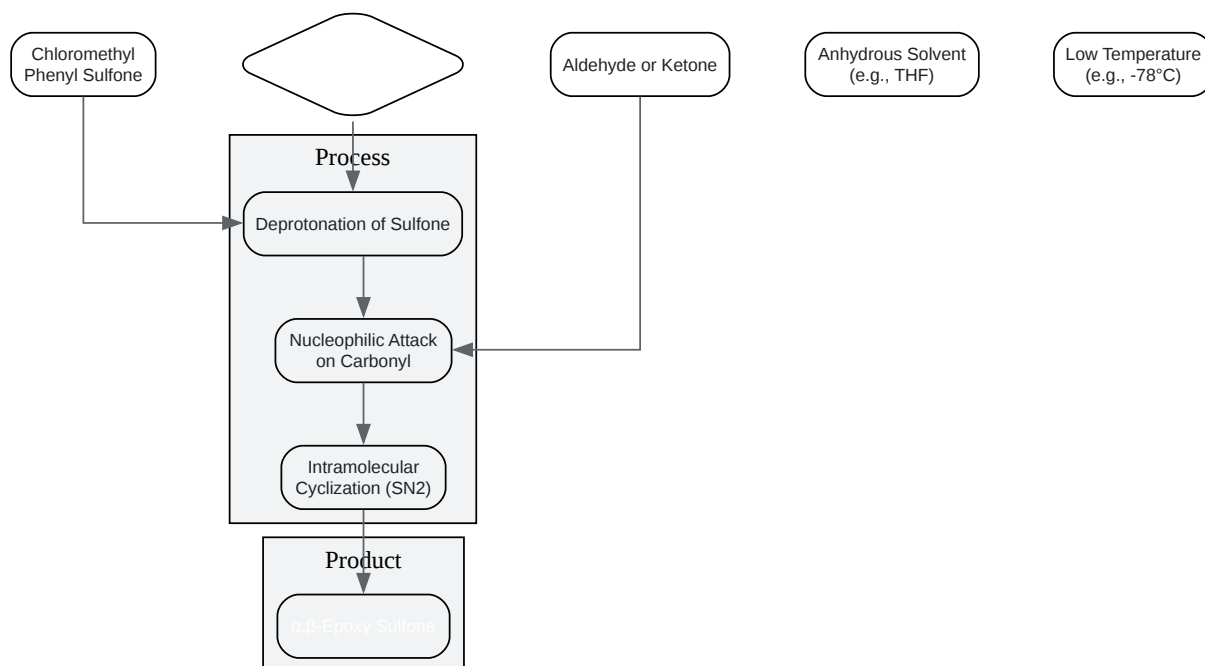 Chloromethyl
Phenyl Sulfone
Aldehyde or Ketone
Anhydrous Solvent
(e.g., THF)
Low Temperature
(e.g., -78°C)
Process
Deprotonation of Sulfone
Nucleophilic Attack
on Carbonyl
Intramolecular
Cyclization (SN2)
Product
α,β-Epoxy Sulfone